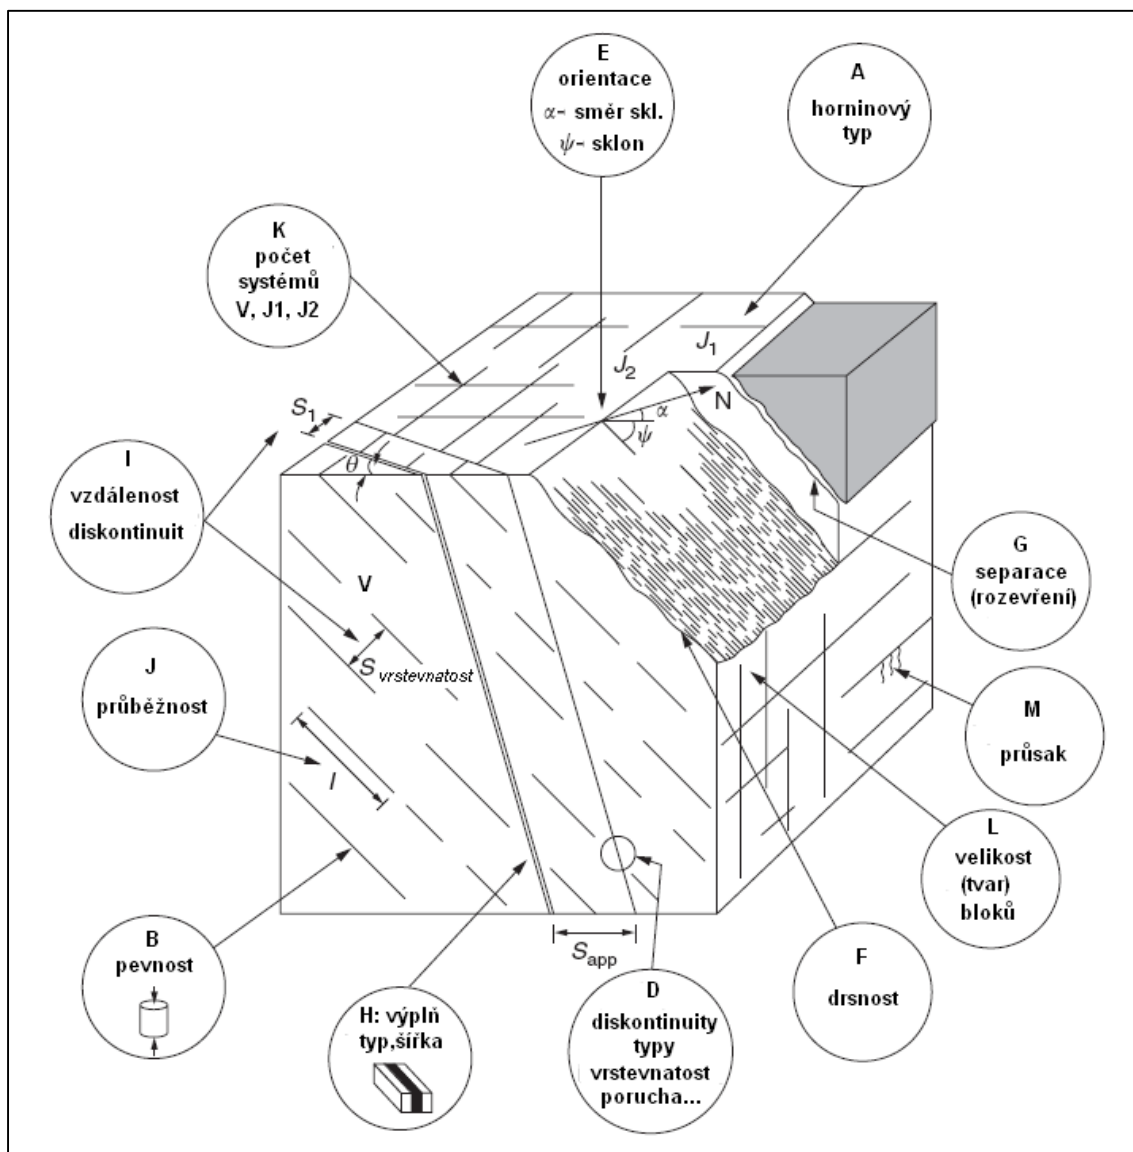 E
orientace
α- směr skl.
ψ- sklon
A
horninový
typ
K
počet
systémů
V, J1, J2
J1
J2
S1
N
α
ψ
θ
I
vzdálenost
diskontinuit
V
G
separace
(rozevření)
S vrstevnatost
J
průběžnost
M
průsak
l
L
velikost
(tvar)
bloků
B
pevnost
Sapp
F
drsnost
H: výplň
typ,šířka
D
diskontinuity
typy
vrstevnatost
porucha...